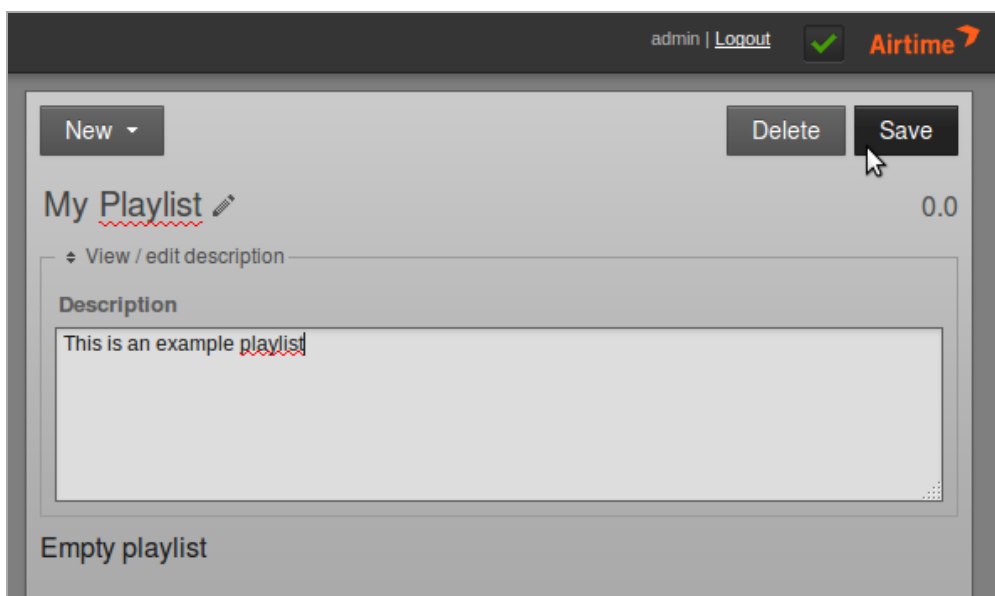 admin | Logout
Airtime
New
Delete
Save
My Playlist
0.0
View / edit description
Description
This is an example playlist
Empty playlist